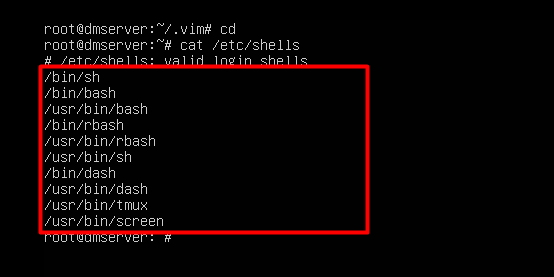 root@dmserver:~/.vim# cd
root@dmserver:~# cat /etc/shells
# /etc/shells: valid login shells
/bin/sh
/bin/bash
/usr/bin/bash
/bin/rbash
/usr/bin/rbash
/usr/bin/sh
/bin/dash
/usr/bin/dash
/usr/bin/tmux
/usr/bin/screen
root@dmserver: #